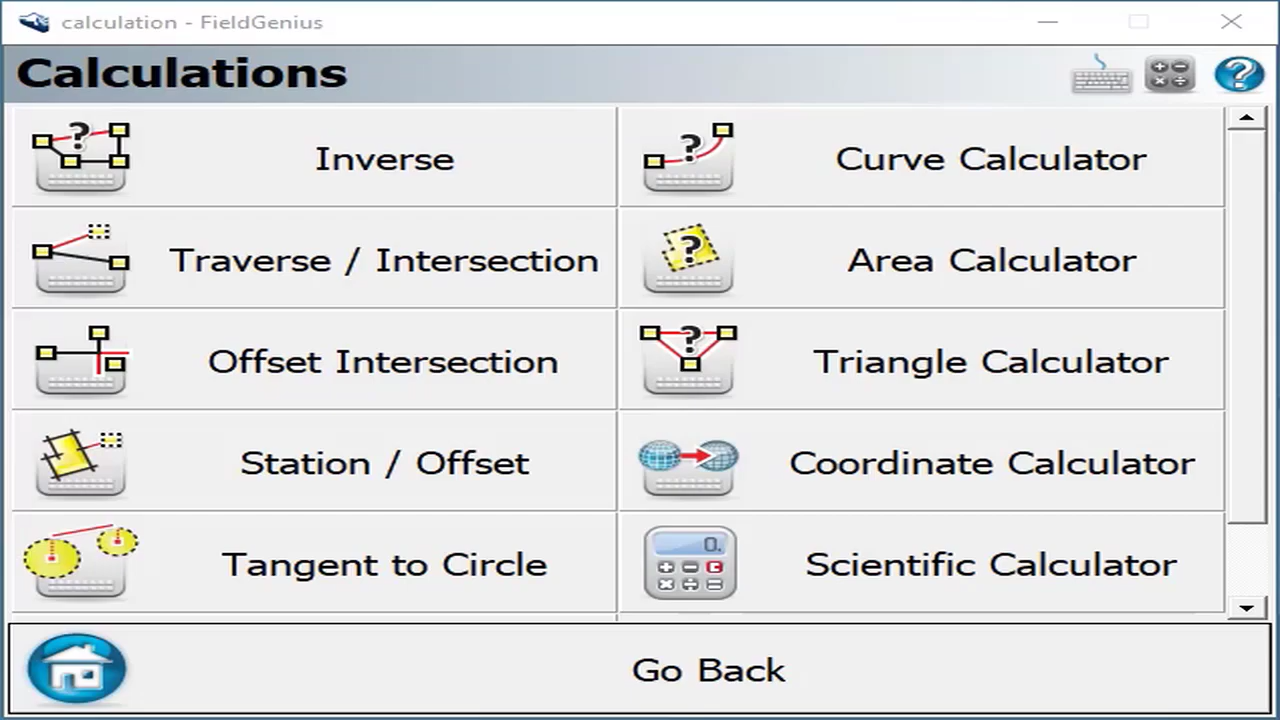 calculation - FieldGenius
Calculations
Inverse
Curve Calculator
Traverse / Intersection
Area Calculator
Offset Intersection
Triangle Calculator
Station / Offset
Coordinate Calculator
Tangent to Circle
0.
Scientific Calculator
Go Back